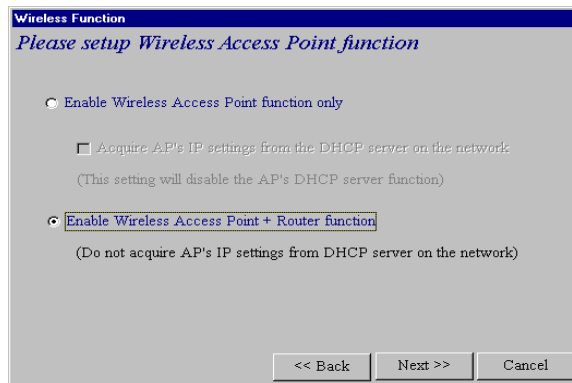 Wireless Function
Please setup Wireless Access Point function
Enable Wireless Access Point function only
Acquire AP's IP settings from the DHCP server on the network
(This setting will disable the AP's DHCP server function)
Enable Wireless Access Point + Router function
(Do not acquire AP's IP settings from DHCP server on the network)
<< Back
Next >>
Cancel